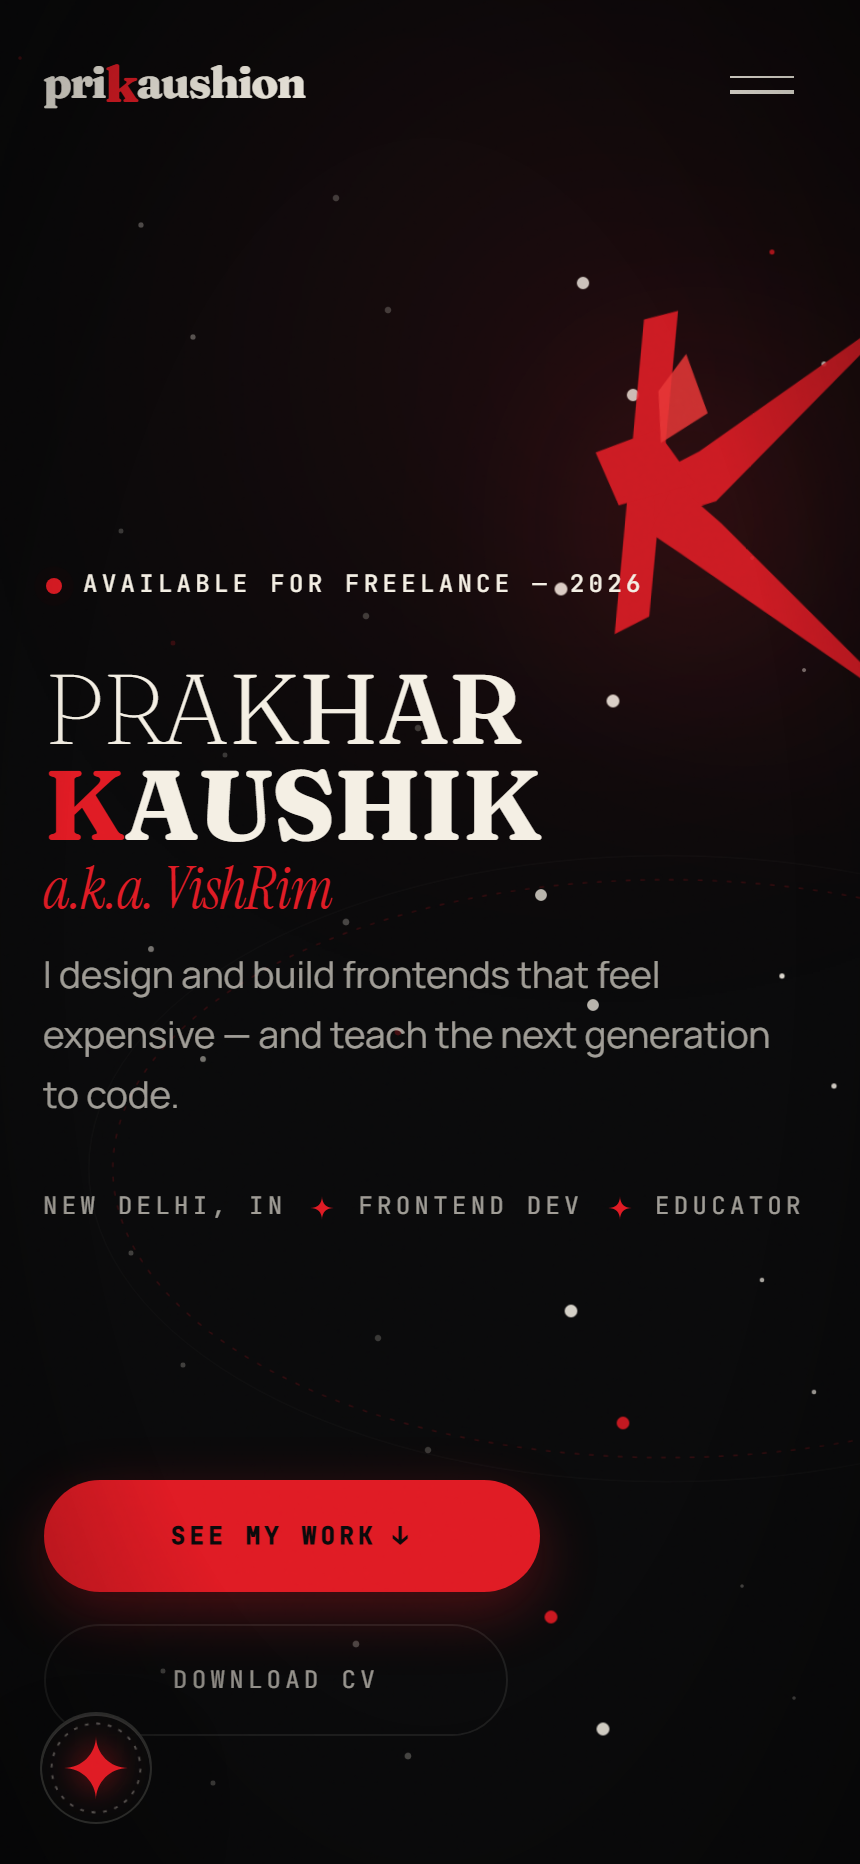 prikaushion
AVAILABLE FOR FREELANCE — 2026
PRAKHAR
KAUSHIK
a.k.a. VishRim
I design and build frontends that feel
expensive — and teach the next generation
to code.
NEW DELHI, IN ✦ FRONTEND DEV ✦ EDUCATOR
SEE MY WORK ↓
DOWNLOAD CV